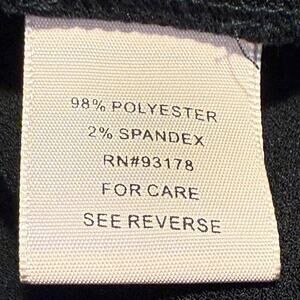 98% POLYESTER
2% SPANDEX
RN#93178
FOR CARE
SEE REVERSE